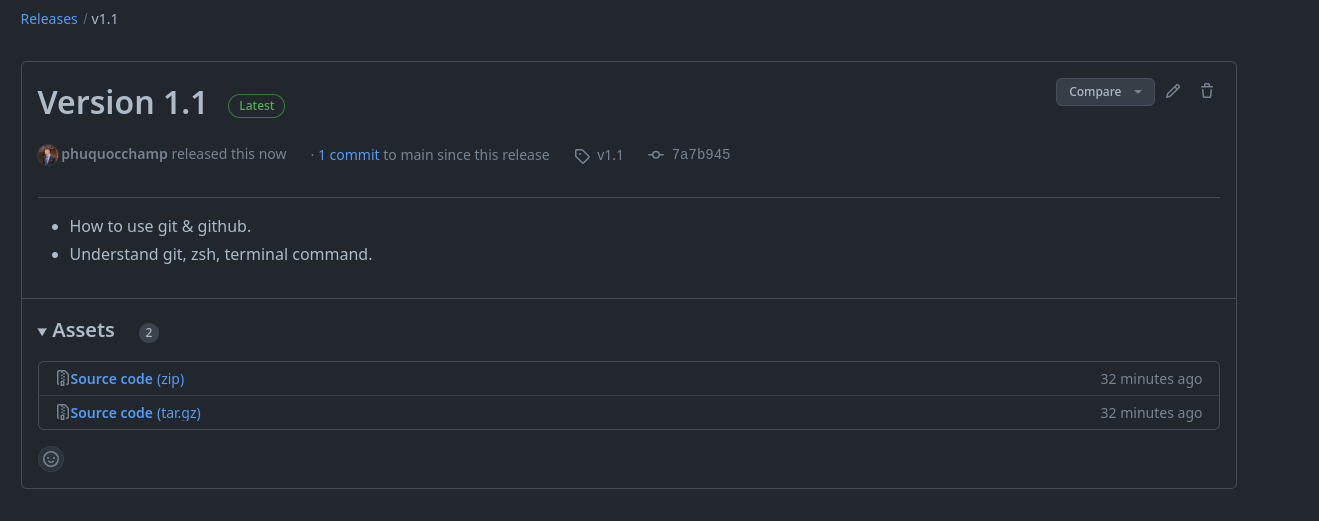 Releases / v1.1
Version 1.1 Latest Compare
phuquocchamp released this now · 1 commit to main since this release v1.1 7a7b945
• How to use git & github.
• Understand git, zsh, terminal command.
Assets 2
Source code (zip) 32 minutes ago
Source code (tar.gz) 32 minutes ago